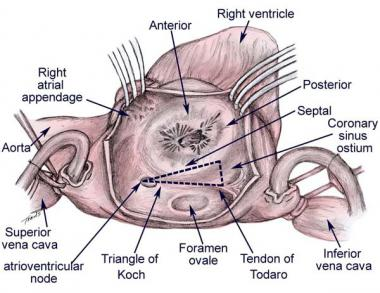 Right ventricle
Anterior
Right
atrial
appendage
Posterior
Septal
Coronary
sinus
ostium
Aorta
Superior
vena cava
atrioventricular
node
Triangle of
Koch
Foramen
ovale
Tendon of
Todaro
Inferior
vena cava